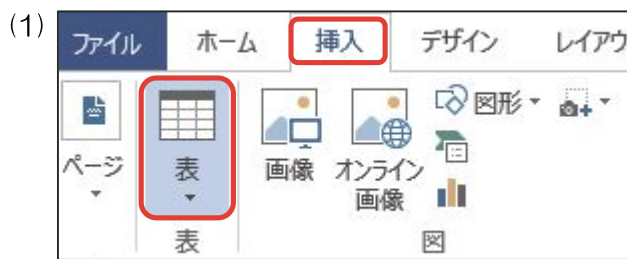 (1)
ファイル ホーム 挿入 デザイン レイアウ
ページ 表 画像 オンライン画像 図形
表 図